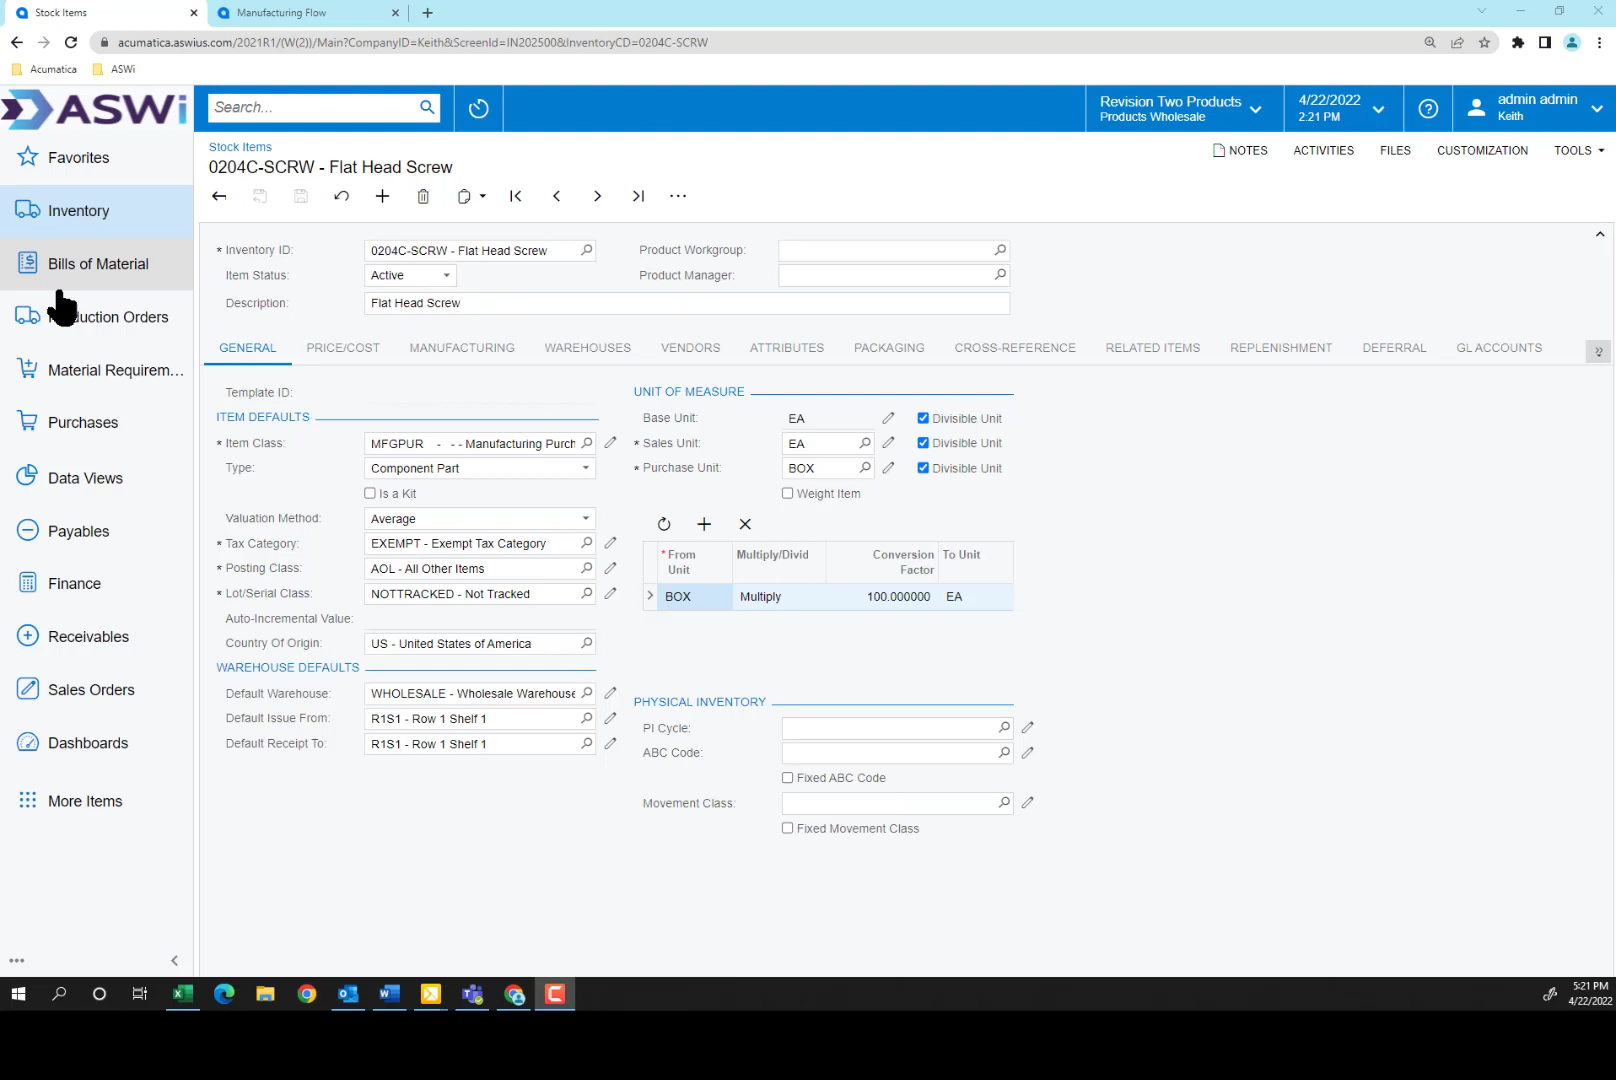 Stock Items
Manufacturing Flow
acumatica.aswius.com/2021R1/(W(2))/Main?CompanyID=Keith&ScreenId=IN202500&InventoryCD=0204C-SCRW
Acumatica
ASWi
ASWi
Search...
Revision Two Products
Products Wholesale
4/22/2022
2:21 PM
admin admin
Keith
Favorites
Inventory
Bills of Material
duction Orders
Material Requirem...
Purchases
Data Views
Payables
Finance
Receivables
Sales Orders
Dashboards
More Items
Stock Items
0204C-SCRW - Flat Head Screw
NOTES ACTIVITIES FILES CUSTOMIZATION TOOLS
* Inventory ID: 0204C-SCRW - Flat Head Screw Product Workgroup:
Item Status: Active Product Manager:
Description: Flat Head Screw
GENERAL PRICE/COST MANUFACTURING WAREHOUSES VENDORS ATTRIBUTES PACKAGING CROSS-REFERENCE RELATED ITEMS REPLENISHMENT DEFERRAL GL ACCOUNTS
Template ID:
ITEM DEFAULTS
* Item Class: MFGPUR - - - Manufacturing Purch
Type: Component Part
Is a Kit
Valuation Method: Average
* Tax Category: EXEMPT - Exempt Tax Category
* Posting Class: AOL - All Other Items
* Lot/Serial Class: NOTTRACKED - Not Tracked
Auto-Incremental Value:
Country Of Origin: US - United States of America
WAREHOUSE DEFAULTS
Default Warehouse: WHOLESALE - Wholesale Warehouse
Default Issue From: R1S1 - Row 1 Shelf 1
Default Receipt To: R1S1 - Row 1 Shelf 1
UNIT OF MEASURE
Base Unit: EA Divisible Unit
* Sales Unit: EA Divisible Unit
* Purchase Unit: BOX Divisible Unit
Weight Item
* From Unit Multiply/Divid Conversion Factor To Unit
BOX Multiply 100.000000 EA
PHYSICAL INVENTORY
PI Cycle:
ABC Code:
Fixed ABC Code
Movement Class:
Fixed Movement Class
5:21 PM
4/22/2022